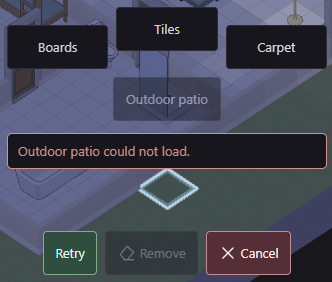 Tiles
Boards
Carpet
Outdoor patio
Outdoor patio could not load.
Retry
Remove
Cancel